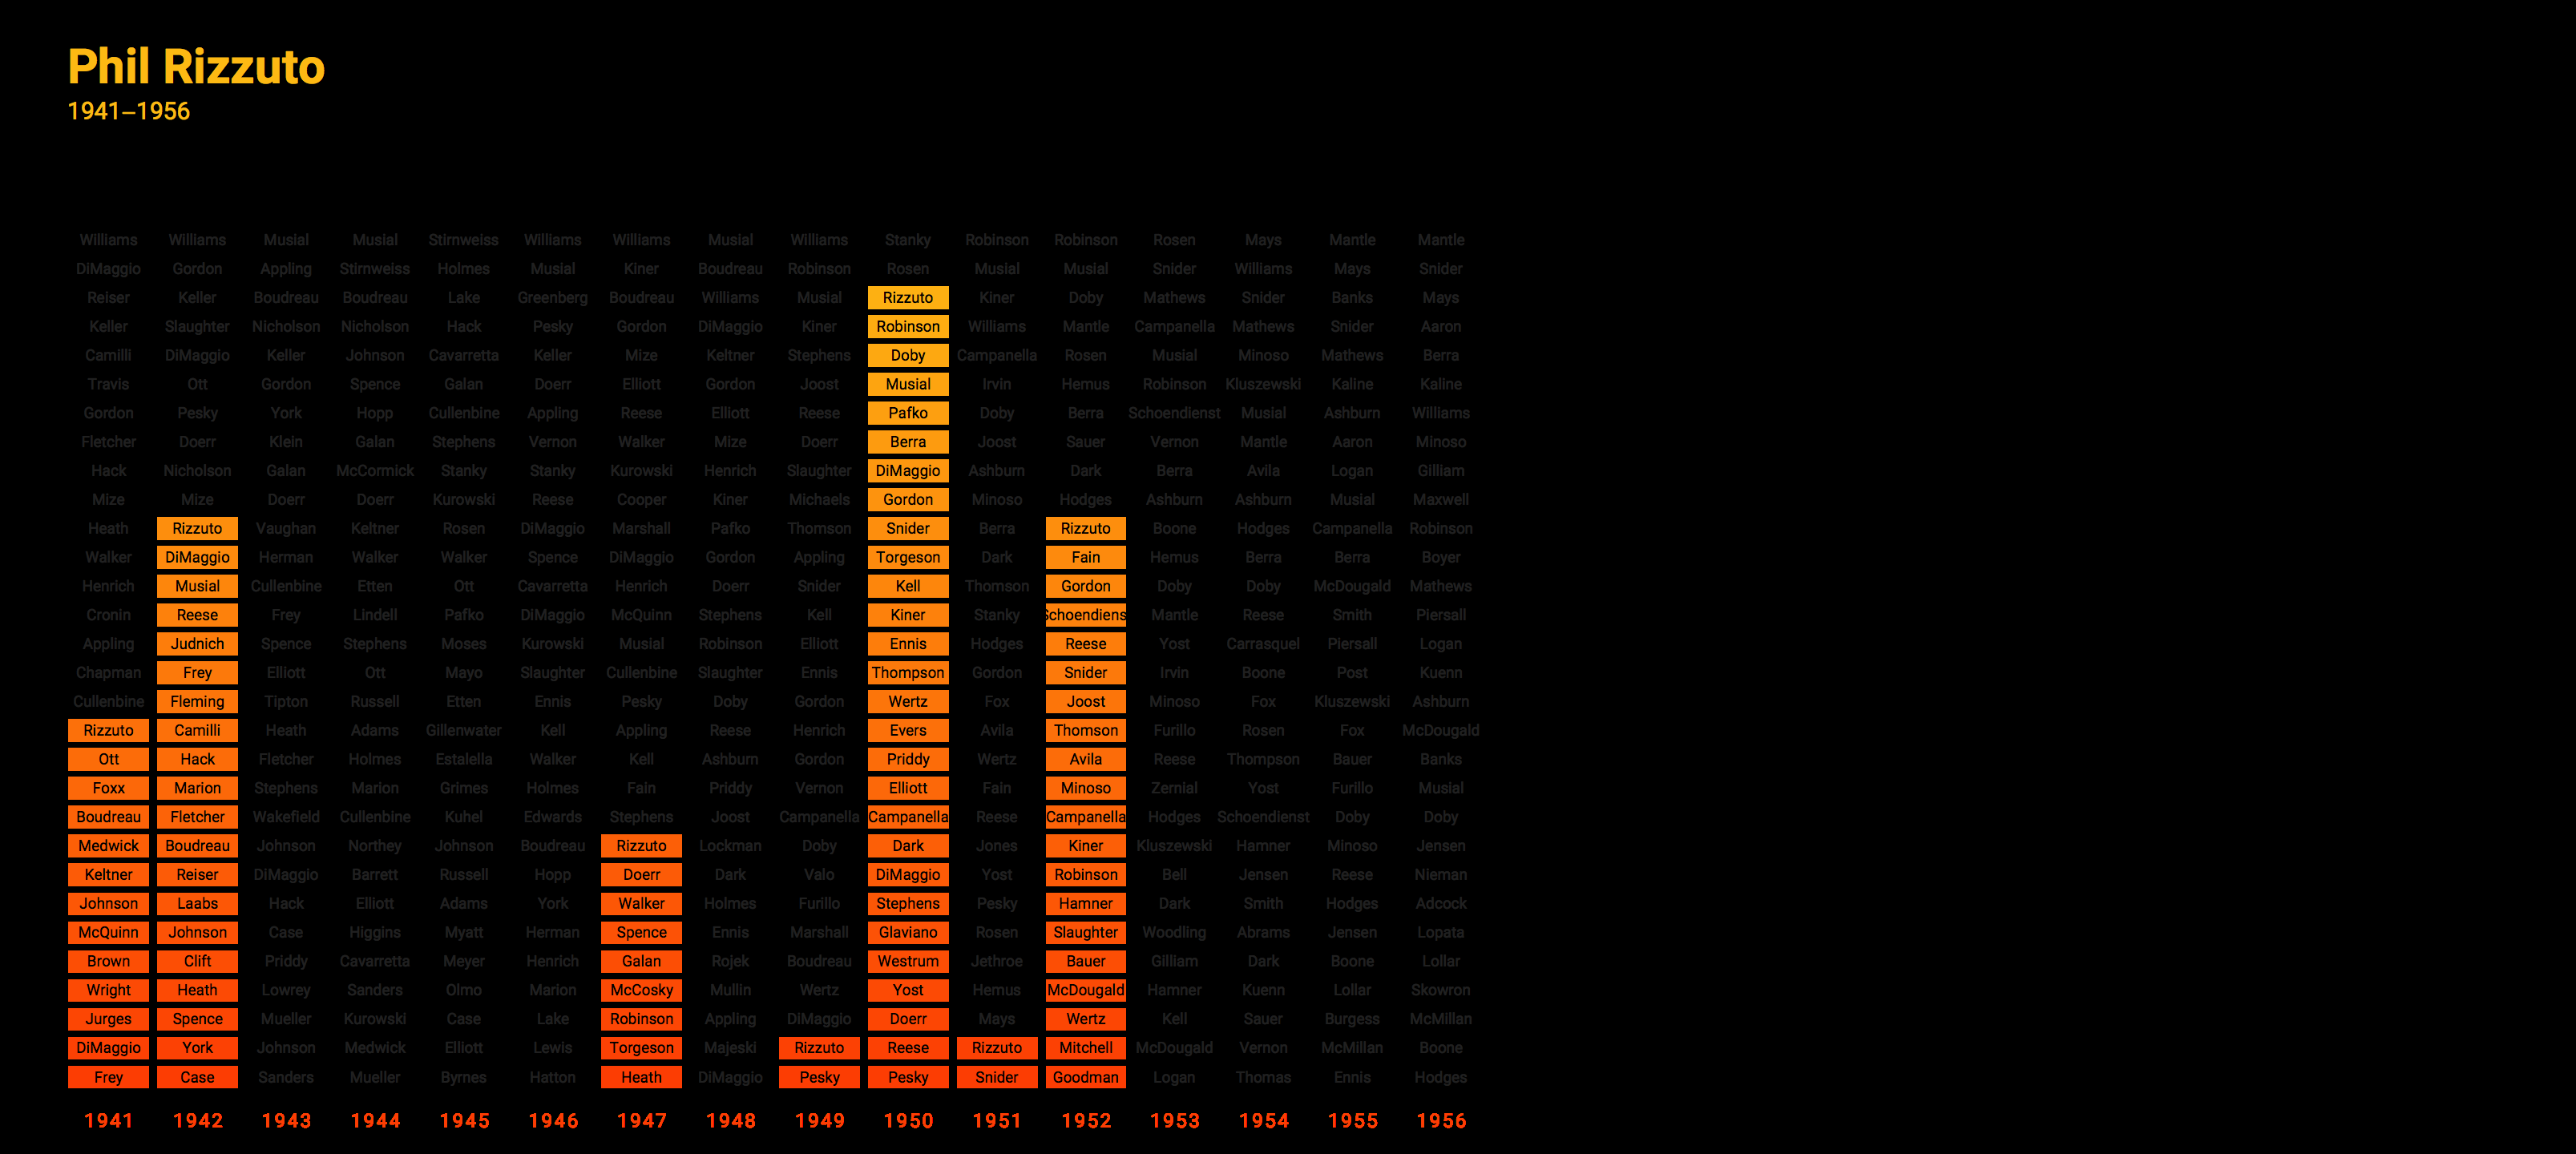 Phil Rizzuto
1941–1956
Williams Williams Musial Musial Stirnweiss Williams Williams Musial Williams Stanky Robinson Robinson Rosen Mays Mantle Mantle
DiMaggio Gordon Appling Stirnweiss Holmes Musial Kiner Boudreau Robinson Rosen Musial Musial Snider Williams Mays Snider
Reiser Keller Boudreau Boudreau Lake Greenberg Boudreau Williams Musial Rizzuto Kiner Doby Mathews Snider Banks Mays
Keller Slaughter Nicholson Nicholson Hack Pesky Gordon DiMaggio Kiner Robinson Williams Mantle Campanella Mathews Snider Aaron
Camilli DiMaggio Keller Johnson Cavarretta Keller Mize Keltner Stephens Doby Campanella Rosen Musial Minoso Mathews Berra
Travis Ott Gordon Spence Galan Doerr Elliott Gordon Joost Musial Irvin Hemus Robinson Kluszewski Kaline Kaline
Gordon Pesky York Hopp Cullenbine Appling Reese Elliott Reese Pafko Doby Berra Schoendienst Musial Ashburn Williams
Fletcher Doerr Klein Galan Stephens Vernon Walker Mize Doerr Berra Joost Sauer Vernon Mantle Aaron Minoso
Hack Nicholson Galan McCormick Stanky Stanky Kurowski Henrich Slaughter DiMaggio Ashburn Dark Berra Avila Logan Gilliam
Mize Mize Doerr Doerr Kurowski Reese Cooper Kiner Michaels Gordon Minoso Hodges Ashburn Ashburn Musial Maxwell
Heath Rizzuto Vaughan Keltner Rosen DiMaggio Marshall Pafko Thomson Snider Berra Rizzuto Boone Hodges Campanella Robinson
Walker DiMaggio Herman Walker Walker Spence DiMaggio Gordon Appling Torgeson Dark Fain Hemus Berra Berra Boyer
Henrich Musial Cullenbine Etten Ott Cavarretta Henrich Doerr Snider Kell Thomson Gordon Doby Doby McDougald Mathews
Cronin Reese Frey Lindell Pafko DiMaggio McQuinn Stephens Kell Kiner Stanky Schoendiens Mantle Reese Smith Piersall
Appling Judnich Spence Stephens Moses Kurowski Musial Robinson Elliott Ennis Hodges Reese Yost Carrasquel Piersall Logan
Chapman Frey Elliott Ott Mayo Slaughter Cullenbine Slaughter Ennis Thompson Gordon Snider Irvin Boone Post Kuenn
Cullenbine Fleming Tipton Russell Etten Ennis Pesky Doby Gordon Wertz Fox Joost Minoso Fox Kluszewski Ashburn
Rizzuto Camilli Heath Adams Gillenwater Kell Appling Reese Henrich Evers Avila Thomson Furillo Rosen Fox McDougald
Ott Hack Fletcher Holmes Estalella Walker Kell Ashburn Gordon Priddy Wertz Avila Reese Thompson Bauer Banks
Foxx Marion Stephens Marion Grimes Holmes Fain Priddy Vernon Elliott Fain Minoso Zernial Yost Furillo Musial
Boudreau Fletcher Wakefield Cullenbine Kuhel Edwards Stephens Joost Campanella Campanella Reese Campanella Hodges Schoendienst Doby Doby
Medwick Boudreau Johnson Northey Johnson Boudreau Rizzuto Lockman Doby Dark Jones Kiner Kluszewski Hamner Minoso Jensen
Keltner Reiser DiMaggio Barrett Russell Hopp Doerr Dark Valo DiMaggio Yost Robinson Bell Jensen Reese Nieman
Johnson Laabs Hack Elliott Adams York Walker Holmes Furillo Stephens Pesky Hamner Dark Smith Hodges Adcock
McQuinn Johnson Case Higgins Myatt Herman Spence Ennis Marshall Glaviano Rosen Slaughter Woodling Abrams Jensen Lopata
Brown Clift Priddy Cavarretta Meyer Henrich Galan Rojek Boudreau Westrum Jethroe Bauer Gilliam Dark Boone Lollar
Wright Heath Lowrey Sanders Olmo Marion McCosky Mullin Wertz Yost Hemus McDougald Hamner Kuenn Lollar Skowron
Jurges Spence Mueller Kurowski Case Lake Robinson Appling DiMaggio Doerr Mays Wertz Kell Sauer Burgess McMillan
DiMaggio York Johnson Medwick Elliott Lewis Torgeson Majeski Rizzuto Reese Rizzuto Mitchell McDougald Vernon McMillan Boone
Frey Case Sanders Mueller Byrnes Hatton Heath DiMaggio Pesky Pesky Snider Goodman Logan Thomas Ennis Hodges
1941 1942 1943 1944 1945 1946 1947 1948 1949 1950 1951 1952 1953 1954 1955 1956